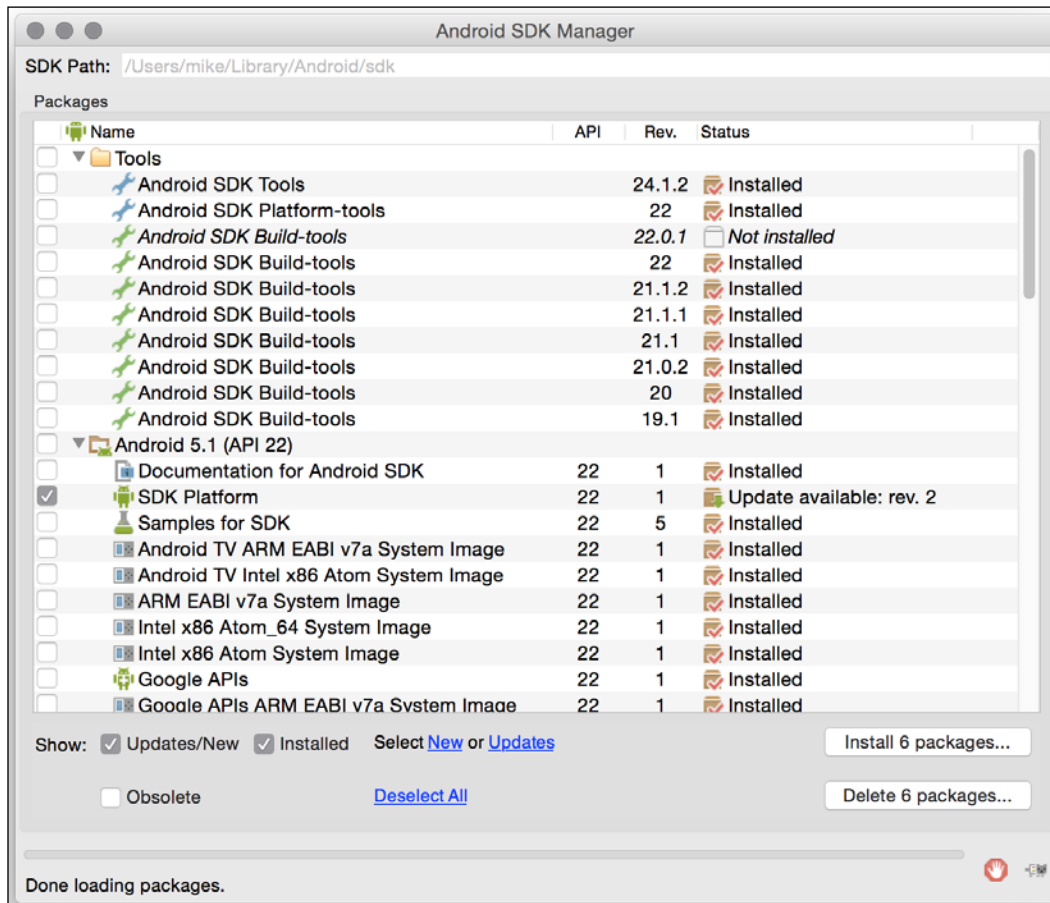 Android SDK Manager
SDK Path: /Users/mike/Library/Android/sdk
Packages
Name API Rev. Status
Tools
Android SDK Tools 24.1.2 Installed
Android SDK Platform-tools 22 Installed
Android SDK Build-tools 22.0.1 Not installed
Android SDK Build-tools 22 Installed
Android SDK Build-tools 21.1.2 Installed
Android SDK Build-tools 21.1.1 Installed
Android SDK Build-tools 21.1 Installed
Android SDK Build-tools 21.0.2 Installed
Android SDK Build-tools 20 Installed
Android SDK Build-tools 19.1 Installed
Android 5.1 (API 22)
Documentation for Android SDK 22 1 Installed
SDK Platform 22 1 Update available: rev. 2
Samples for SDK 22 5 Installed
Android TV ARM EABI v7a System Image 22 1 Installed
Android TV Intel x86 Atom System Image 22 1 Installed
ARM EABI v7a System Image 22 1 Installed
Intel x86 Atom_64 System Image 22 1 Installed
Intel x86 Atom System Image 22 1 Installed
Google APIs 22 1 Installed
Google APIs ARM EABI v7a System Image 22 1 Installed
Show: Updates/New Installed Select New or Updates Install 6 packages...
Obsolete Deselect All Delete 6 packages...
Done loading packages.